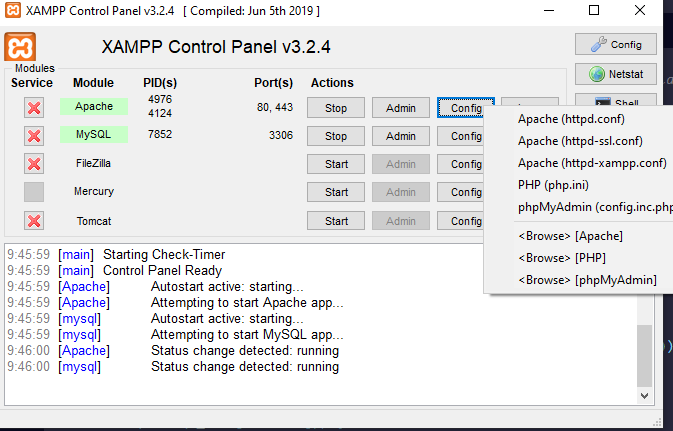 XAMPP Control Panel v3.2.4 [ Compiled: Jun 5th 2019 ]
XAMPP Control Panel v3.2.4
Config
Netstat
Shell
Modules
Service Module PID(s) Port(s) Actions
Apache 4976 4124 80, 443 Stop Admin Config
MySQL 7852 3306 Stop Admin Config
FileZilla Start Admin Config
Mercury Start Admin Config
Tomcat Start Admin Config
Apache (httpd.conf)
Apache (httpd-ssl.conf)
Apache (httpd-xampp.conf)
PHP (php.ini)
phpMyAdmin (config.inc.php
<Browse> [Apache]
<Browse> [PHP]
<Browse> [phpMyAdmin]
9:45:59 [main] Starting Check-Timer
9:45:59 [main] Control Panel Ready
9:45:59 [Apache] Autostart active: starting...
9:45:59 [Apache] Attempting to start Apache app...
9:45:59 [mysql] Autostart active: starting...
9:45:59 [mysql] Attempting to start MySQL app...
9:46:00 [Apache] Status change detected: running
9:46:00 [mysql] Status change detected: running